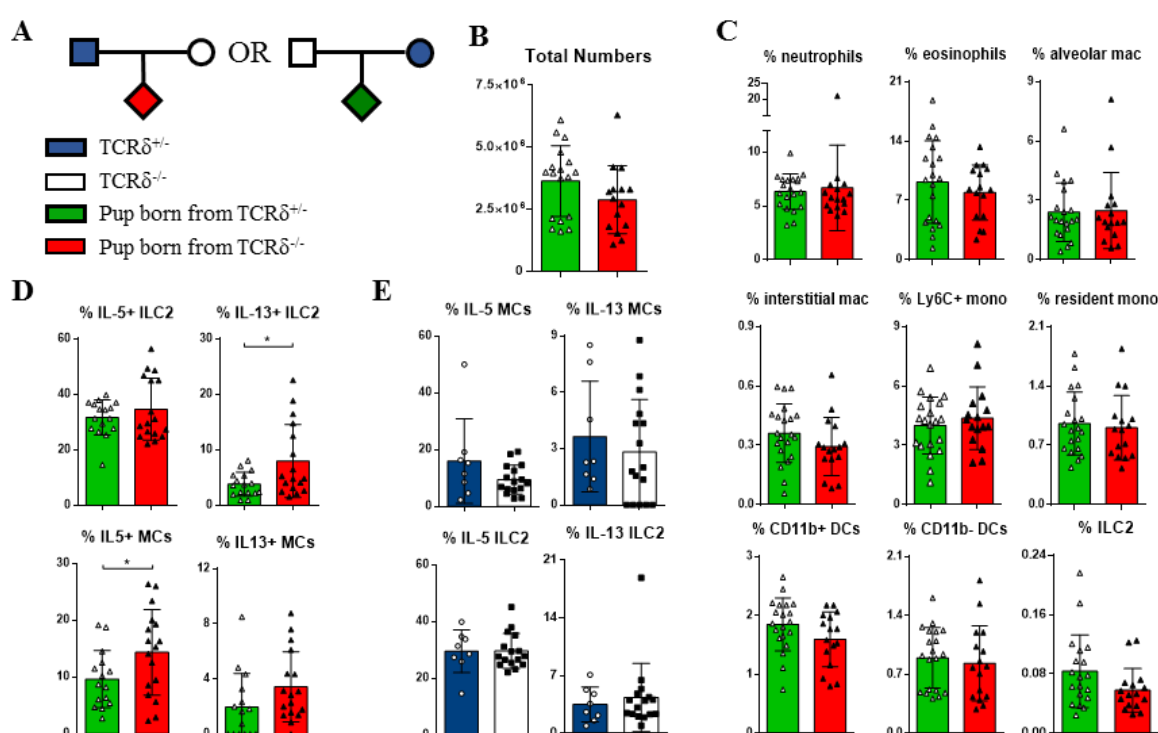 A
OR
TCRδ+/-
TCRδ-/-
Pup born from TCRδ+/-
Pup born from TCRδ-/-
B
Total Numbers
7.5×10⁶
5.0×10⁶
2.5×10⁶
0
C
% neutrophils
25
20
10
5
0
% eosinophils
21
14
7
0
% alveolar mac
9
6
3
0
% interstitial mac
0.9
0.6
0.3
0.0
% Ly6C+ mono
9
6
3
0
% resident mono
2.1
1.4
0.7
0.0
% CD11b+ DCs
3
2
1
0
% CD11b- DCs
2.1
1.4
0.7
0.0
% ILC2
0.24
0.16
0.08
0.00
D
% IL-5+ ILC2
60
40
20
0
% IL-13+ ILC2
30
20
10
0
*
% IL5+ MCs
30
20
10
0
*
% IL13+ MCs
12
8
4
0
E
% IL-5 MCs
60
40
20
0
% IL-13 MCs
9
6
3
0
% IL-5 ILC2
60
40
20
0
% IL-13 ILC2
21
14
7
0